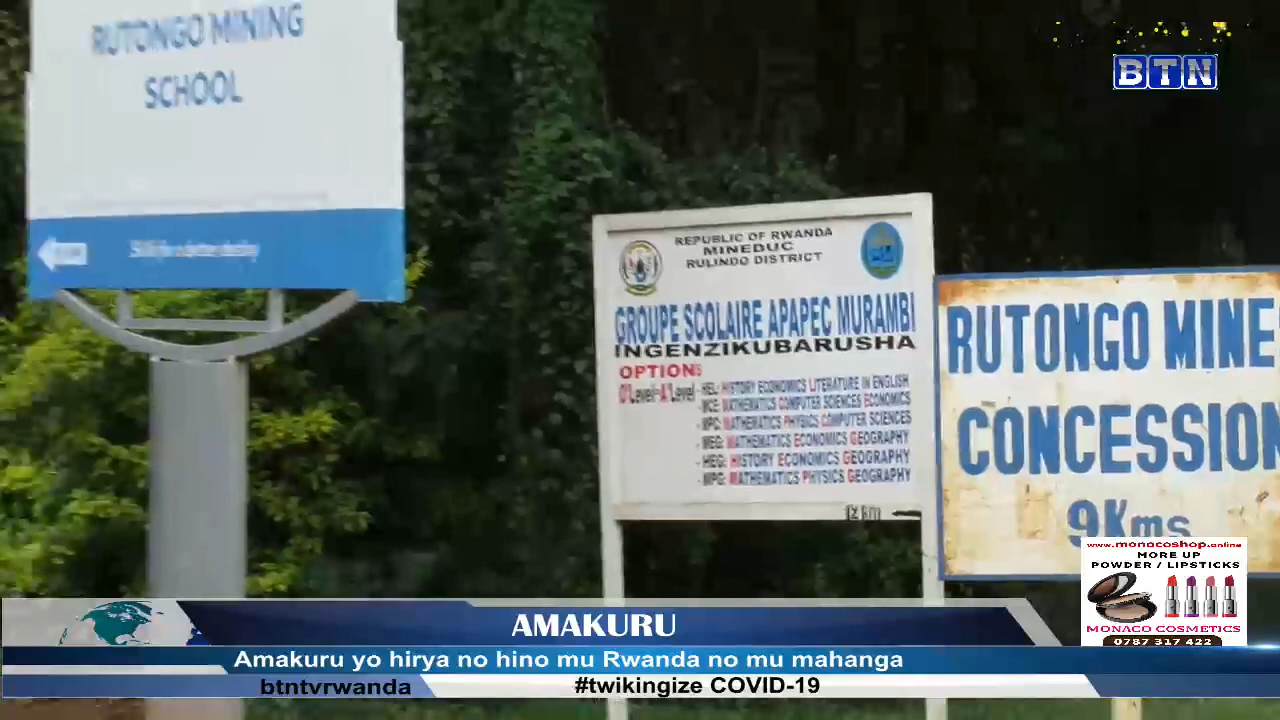 RUTONGO MINING
SCHOOL
BTN
REPUBLIC OF RWANDA
MINEDUC
RULINDO DISTRICT
GROUPE SCOLAIRE APAPEC MURAMBI
INGENZIKUBARUSHA
OPTIONS
O'Level-A'Level - HEL: HISTORY ECONOMICS LITERATURE IN ENGLISH
- MCE: MATHEMATICS COMPUTER SCIENCES ECONOMICS
- MPC: MATHEMATICS PHYSICS COMPUTER SCIENCES
- MEG: MATHEMATICS ECONOMICS GEOGRAPHY
- HEG: HISTORY ECONOMICS GEOGRAPHY
- MPG: MATHEMATICS PHYSICS GEOGRAPHY
12 km
RUTONGO MINE
CONCESSION
9Kms
www.monacoshop.online
MORE UP
POWDER / LIPSTICKS
MONACO COSMETICS
0787 317 422
AMAKURU
Amakuru yo hirya no hino mu Rwanda no mu mahanga
btntvrwanda
#twikingize COVID-19